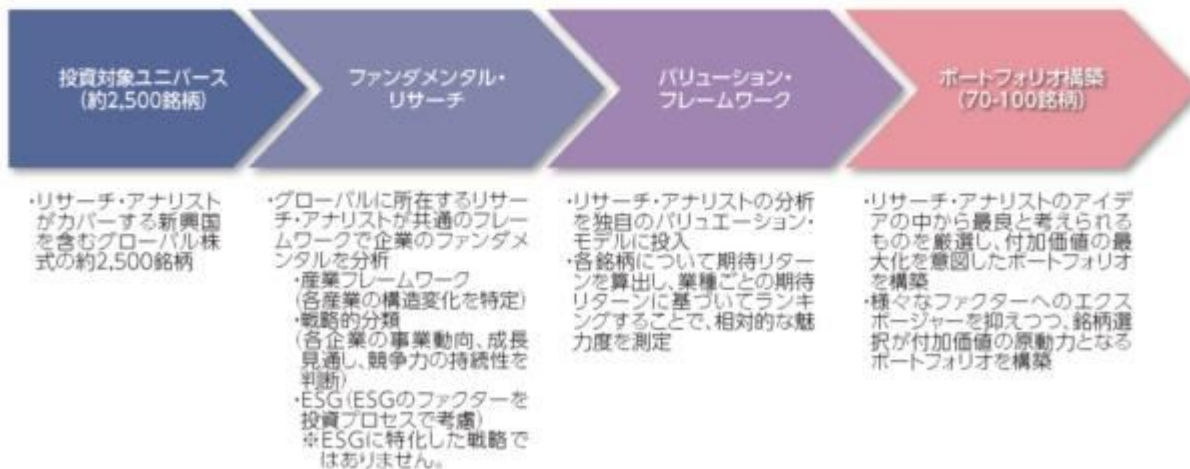 投資対象ユニバース
(約2,500銘柄)
ファンダメンタル・
リサーチ
バリュエーション・
フレームワーク
ポートフォリオ構築
(70-100銘柄)
・リサーチ・アナリスト
がカバーする新興国
を含むグローバル株
式の約2,500銘柄
・グローバルに所在するリサー
チ・アナリストが共通のフレー
ムワークで企業のファンダメ
ンタルを分析
・産業フレームワーク
(各産業の構造変化を特定)
・戦略的分類
(各企業の事業動向、成長
見通し、競争力の持続性を
判断)
・ESG(ESGのファクターを
投資プロセスで考慮)
※ESGに特化した戦略で
はありません。
・リサーチ・アナリストの分析
を独自のバリュエーション・
モデルに投入
・各銘柄について期待リター
ンを算出し、業種ごとの期待
リターンに基づいてランキ
ングすることで、相対的な魅
力度を測定
・リサーチ・アナリストのアイデ
アの中から最良と考えられる
ものを厳選し、付加価値の最
大化を意図したポートフォリオ
を構築
・様々なファクターへのエクス
ポージャーを抑えつつ、銘柄選
択が付加価値の原動力となる
ポートフォリオを構築